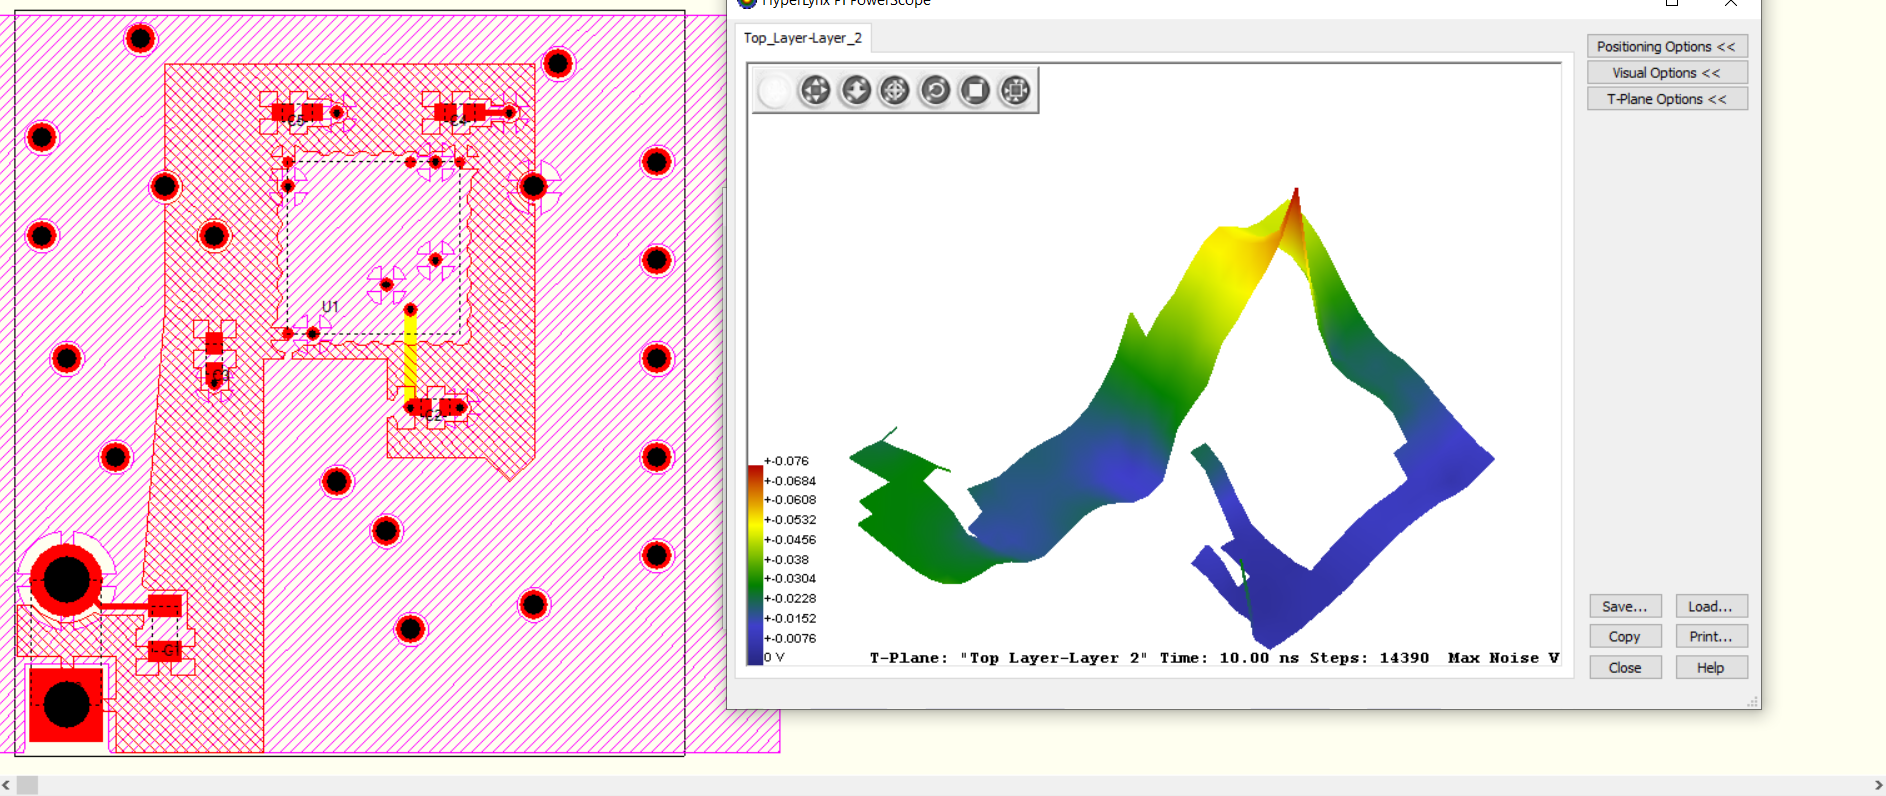 HyperLynx PI PowerScope
Top_Layer-Layer_2
Positioning Options <<
Visual Options <<
T-Plane Options <<
C5
C4
U1
C3
C2
C1
+-0.076
+-0.0684
+-0.0608
+-0.0532
+-0.0456
+-0.038
+-0.0304
+-0.0228
+-0.0152
+-0.0076
0 V
T-Plane: "Top Layer-Layer 2" Time: 10.00 ns Steps: 14390 Max Noise V
Save...
Load...
Copy
Print...
Close
Help